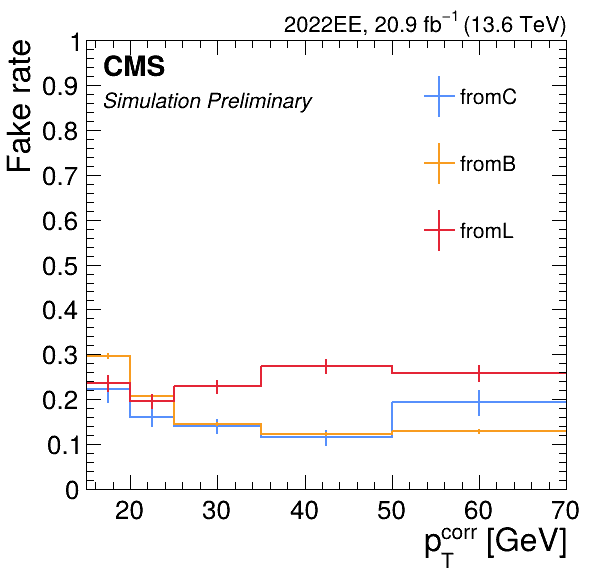 2022EE, 20.9 fb−1 (13.6 TeV)
CMS
Simulation Preliminary
fromC
fromB
fromL
Fake rate
1
0.9
0.8
0.7
0.6
0.5
0.4
0.3
0.2
0.1
0
20 30 40 50 60 70
pTcorr [GeV]